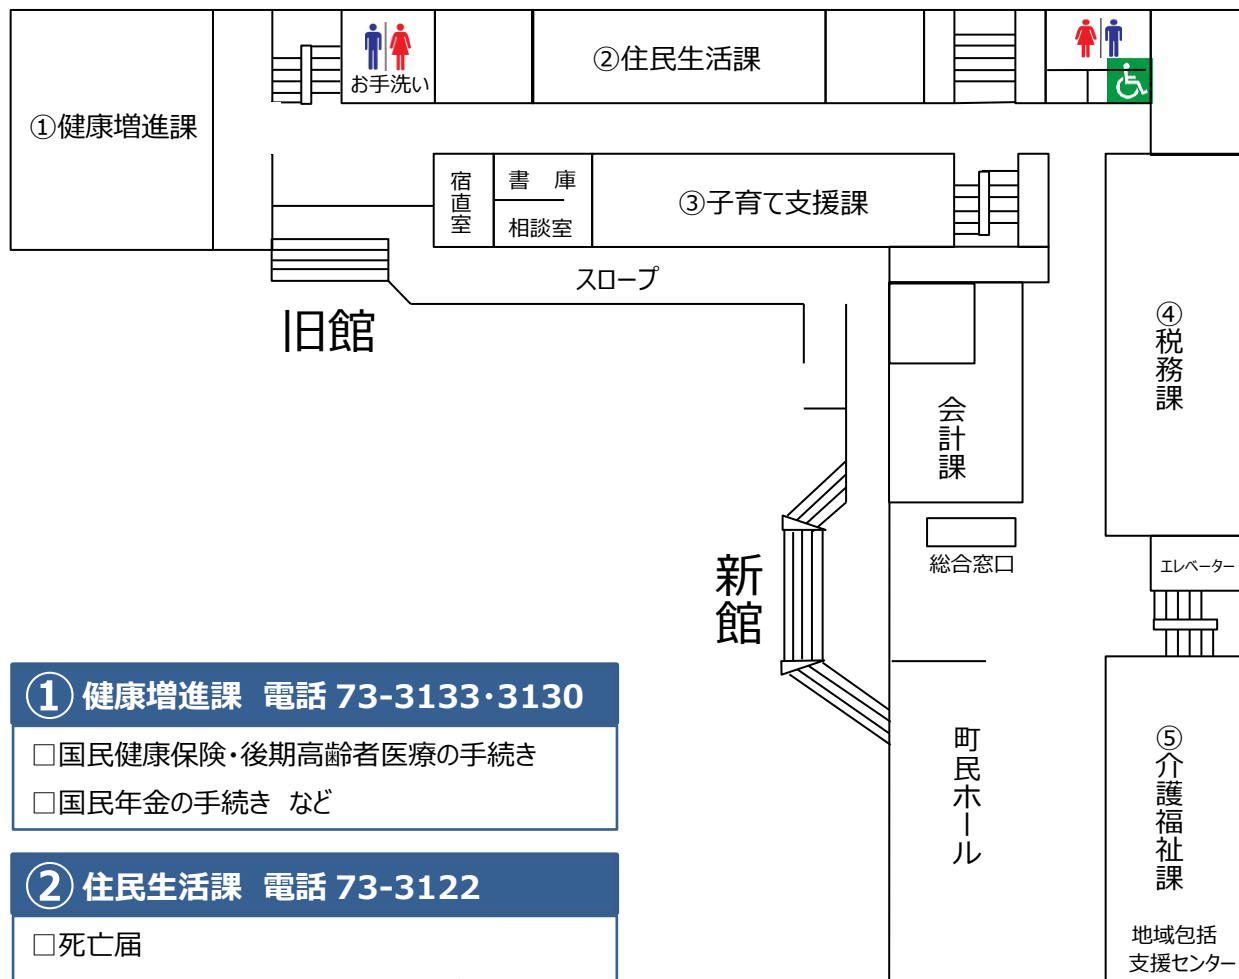 お手洗い
②住民生活課
①健康増進課
宿直室
書　庫
相談室
③子育て支援課
スロープ
旧館
④税務課
会計課
総合窓口
エレベーター
新館
町民ホール
⑤介護福祉課
地域包括
支援センター
① 健康増進課 電話 73-3133・3130
□国民健康保険・後期高齢者医療の手続き
□国民年金の手続き など
② 住民生活課 電話 73-3122
□死亡届